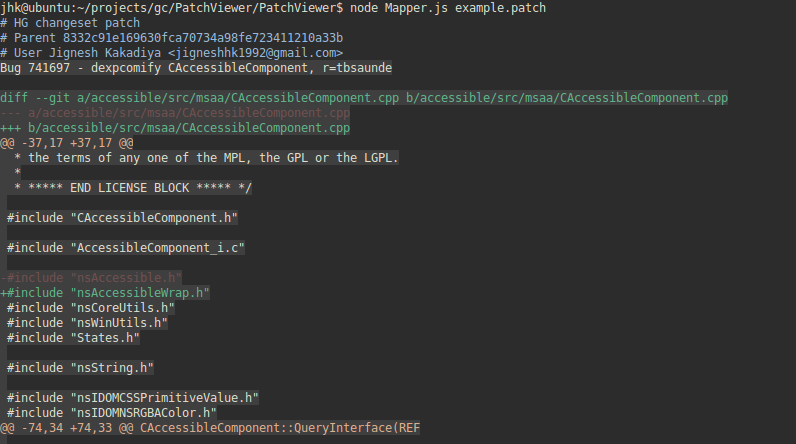 jhk@ubuntu:~/projects/gc/PatchViewer/PatchViewer$ node Mapper.js example.patch
# HG changeset patch
# Parent 8332c91e169630fca70734a98fe723411210a33b
# User Jignesh Kakadiya <jigneshhk1992@gmail.com>
Bug 741697 - dexpcomify CAccessibleComponent, r=tbsaunde
diff --git a/accessible/src/msaa/CAccessibleComponent.cpp b/accessible/src/msaa/CAccessibleComponent.cpp
--- a/accessible/src/msaa/CAccessibleComponent.cpp
+++ b/accessible/src/msaa/CAccessibleComponent.cpp
@@ -37,17 +37,17 @@
  * the terms of any one of the MPL, the GPL or the LGPL.
  *
  * ***** END LICENSE BLOCK ***** */
 #include "CAccessibleComponent.h"
 #include "AccessibleComponent_i.c"
-#include "nsAccessible.h"
+#include "nsAccessibleWrap.h"
 #include "nsCoreUtils.h"
 #include "nsWinUtils.h"
 #include "States.h"
 #include "nsString.h"
 #include "nsIDOMCSSPrimitiveValue.h"
 #include "nsIDOMNSRGBAColor.h"
@@ -74,34 +74,33 @@ CAccessibleComponent::QueryInterface(REF